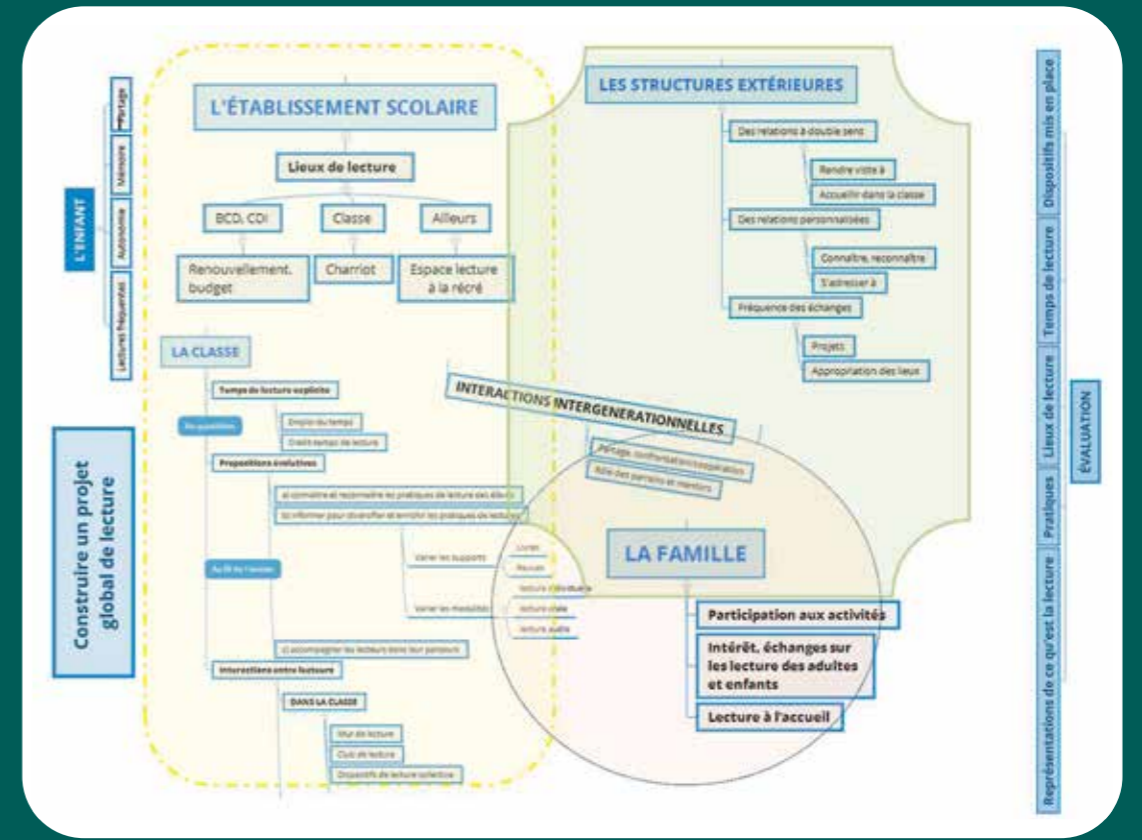 Construire un projet
global de lecture
L'ENFANT
Partage
Mémoire
Autonomie
Lectures fréquentes
L'ÉTABLISSEMENT SCOLAIRE
Lieux de lecture
BCD, CDI
Classe
Ailleurs
Renouvellement,
budget
Charriot
Espace lecture
à la récré
LA CLASSE
Temps de lecture explicite
Emploi du temps
Crédit-temps de lecture
Propositions évolutives
a) connaître et reconnaître les pratiques de lecture des élèves
b) informer pour diversifier et enrichir les pratiques de lectures
Varier les supports
Livres
Revues
Varier les modalités
lecture individuelle
lecture orale
lecture audio
c) accompagner les lecteurs dans leur parcours
Interactions entre lecteurs
DANS LA CLASSE
Mur de lecture
Club de lecture
Dispositifs de lecture collective
LES STRUCTURES EXTÉRIEURES
Des relations à double sens
Rendre visite à
Accueillir dans la classe
Des relations personnalisées
Connaître, reconnaître
S'adresser à
Fréquence des échanges
Projets
Appropriation des lieux
INTERACTIONS INTERGENERATIONNELLES
Partage, confrontation/coopération
Rôle des parrains et mentors
LA FAMILLE
Participation aux activités
Intérêt, échanges sur
les lecture des adultes
et enfants
Lecture à l'accueil
ÉVALUATION
Dispositifs mis en place
Temps de lecture
Lieux de lecture
Pratiques
Représentations de ce qu'est la lecture